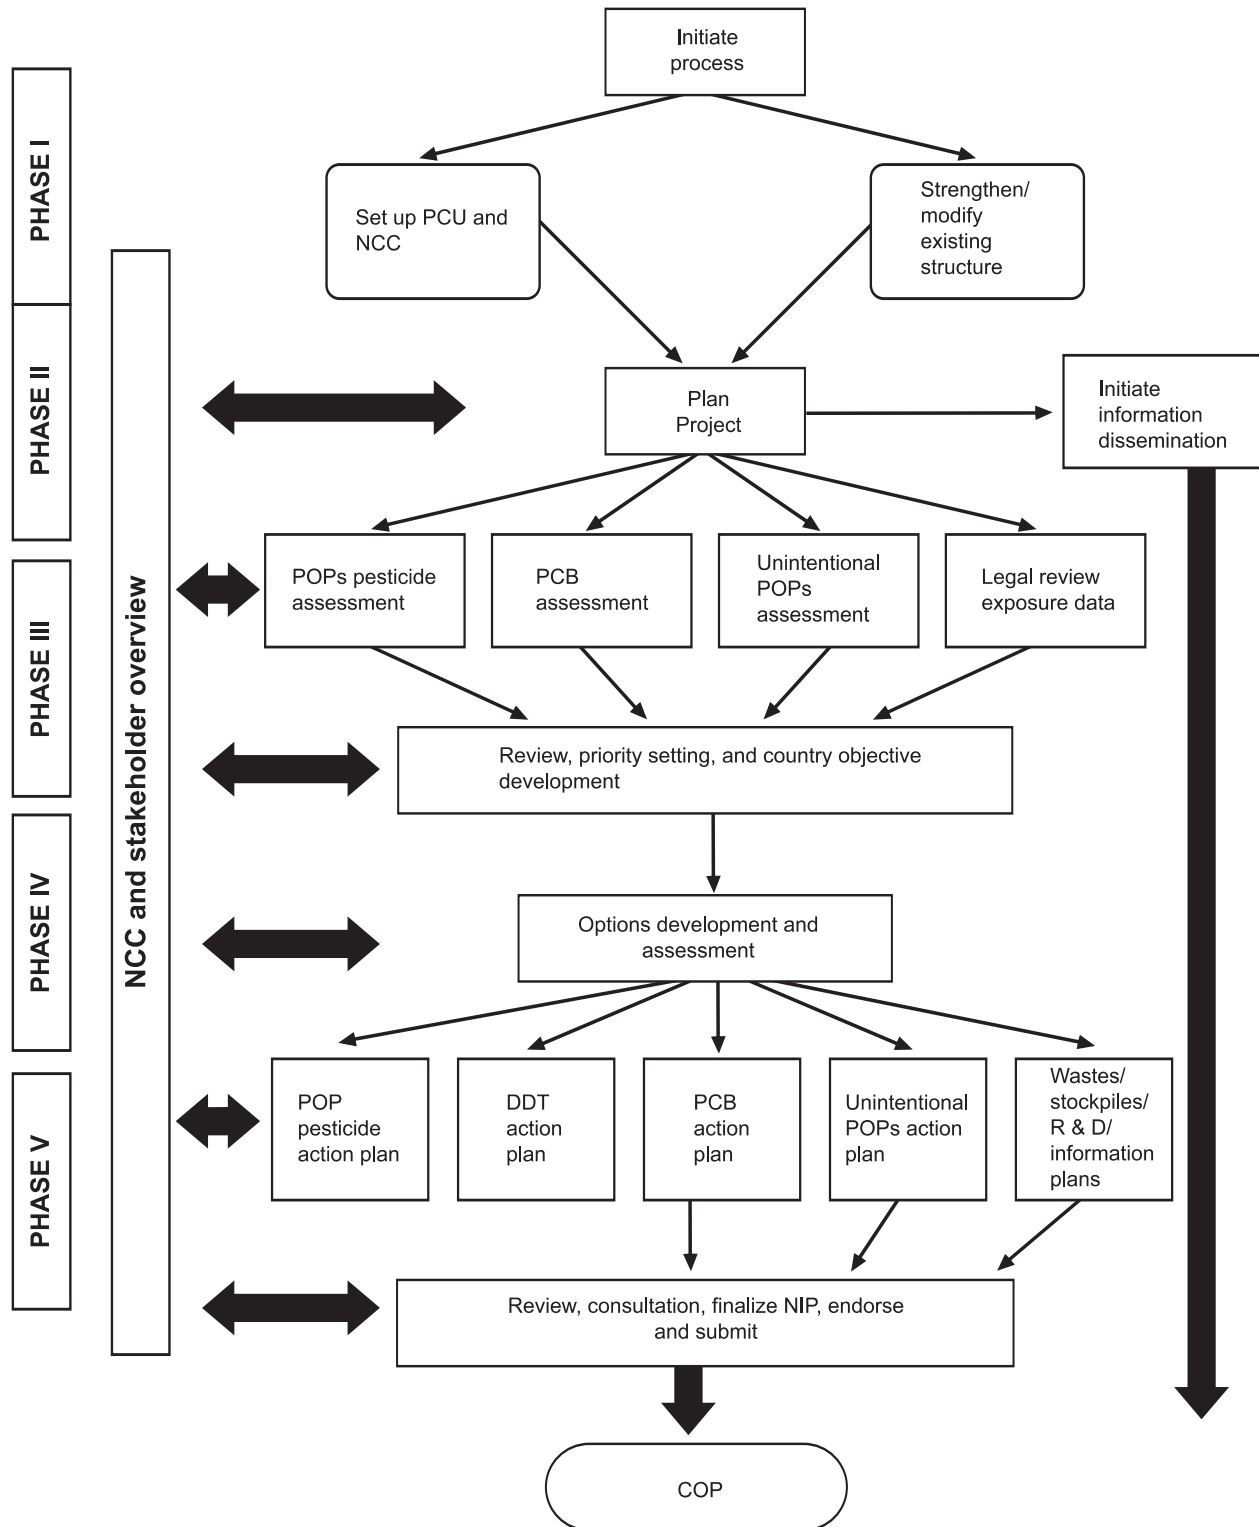 Initiate
process
PHASE I
Set up PCU and
NCC
Strengthen/
modify
existing
structure
PHASE II
Plan
Project
Initiate
information
dissemination
NCC and stakeholder overview
PHASE III
POPs pesticide
assessment
PCB
assessment
Unintentional
POPs
assessment
Legal review
exposure data
Review, priority setting, and country objective
development
PHASE IV
Options development and
assessment
PHASE V
POP
pesticide
action plan
DDT
action
plan
PCB
action
plan
Unintentional
POPs action
plan
Wastes/
stockpiles/
R & D/
information
plans
Review, consultation, finalize NIP, endorse
and submit
COP